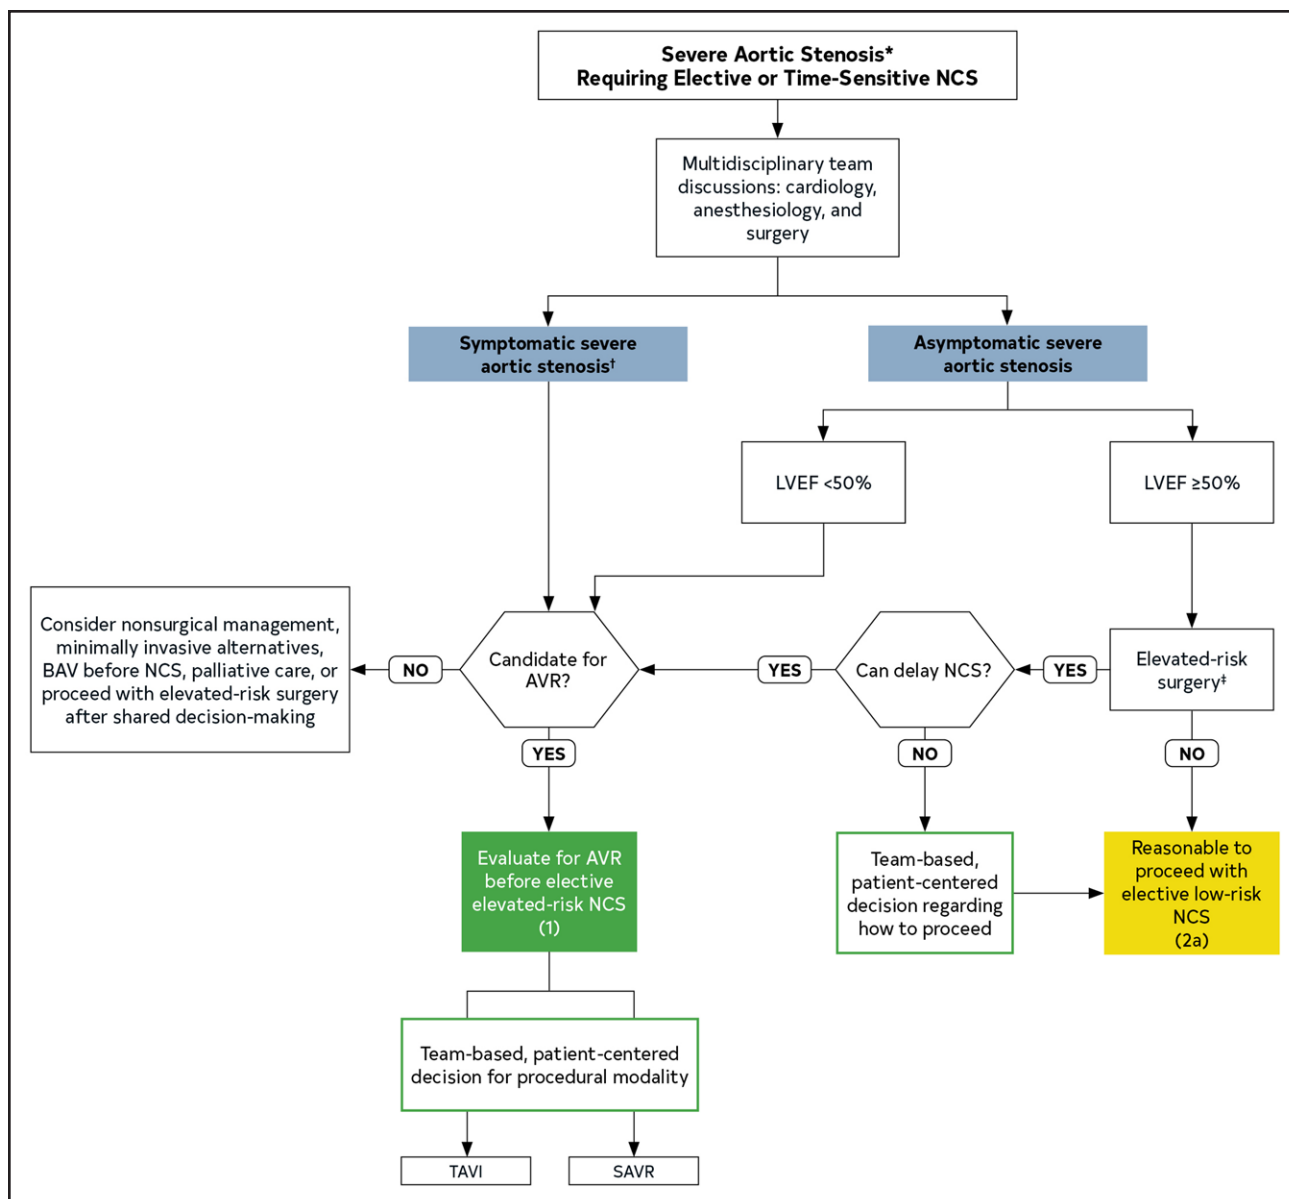 Severe Aortic Stenosis*
Requiring Elective or Time-Sensitive NCS
Multidisciplinary team
discussions: cardiology,
anesthesiology, and
surgery
Symptomatic severe
aortic stenosis†
Asymptomatic severe
aortic stenosis
LVEF <50%
LVEF ≥50%
Consider nonsurgical management,
minimally invasive alternatives,
BAV before NCS, palliative care, or
proceed with elevated-risk surgery
after shared decision-making
NO
Candidate for
AVR?
YES
Can delay NCS?
YES
Elevated-risk
surgery‡
YES
NO
NO
Evaluate for AVR
before elective
elevated-risk NCS
(1)
Team-based,
patient-centered
decision regarding
how to proceed
Reasonable to
proceed with
elective low-risk
NCS
(2a)
Team-based, patient-centered
decision for procedural modality
TAVI
SAVR